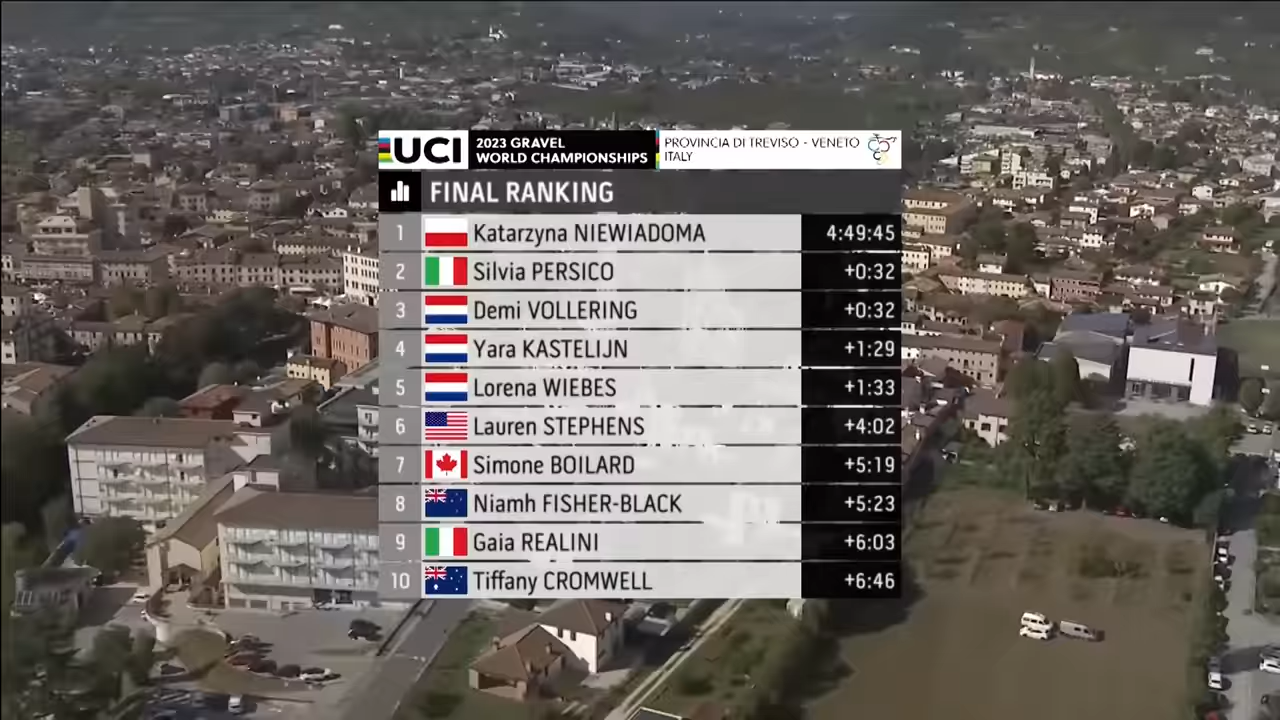 UCI
2023 GRAVEL
WORLD CHAMPIONSHIPS
PROVINCIA DI TREVISO - VENETO
ITALY
FINAL RANKING
1 Katarzyna NIEWIADOMA 4:49:45
2 Silvia PERSICO +0:32
3 Demi VOLLERING +0:32
4 Yara KASTELIJN +1:29
5 Lorena WIEBES +1:33
6 Lauren STEPHENS +4:02
7 Simone BOILARD +5:19
8 Niamh FISHER-BLACK +5:23
9 Gaia REALINI +6:03
10 Tiffany CROMWELL +6:46